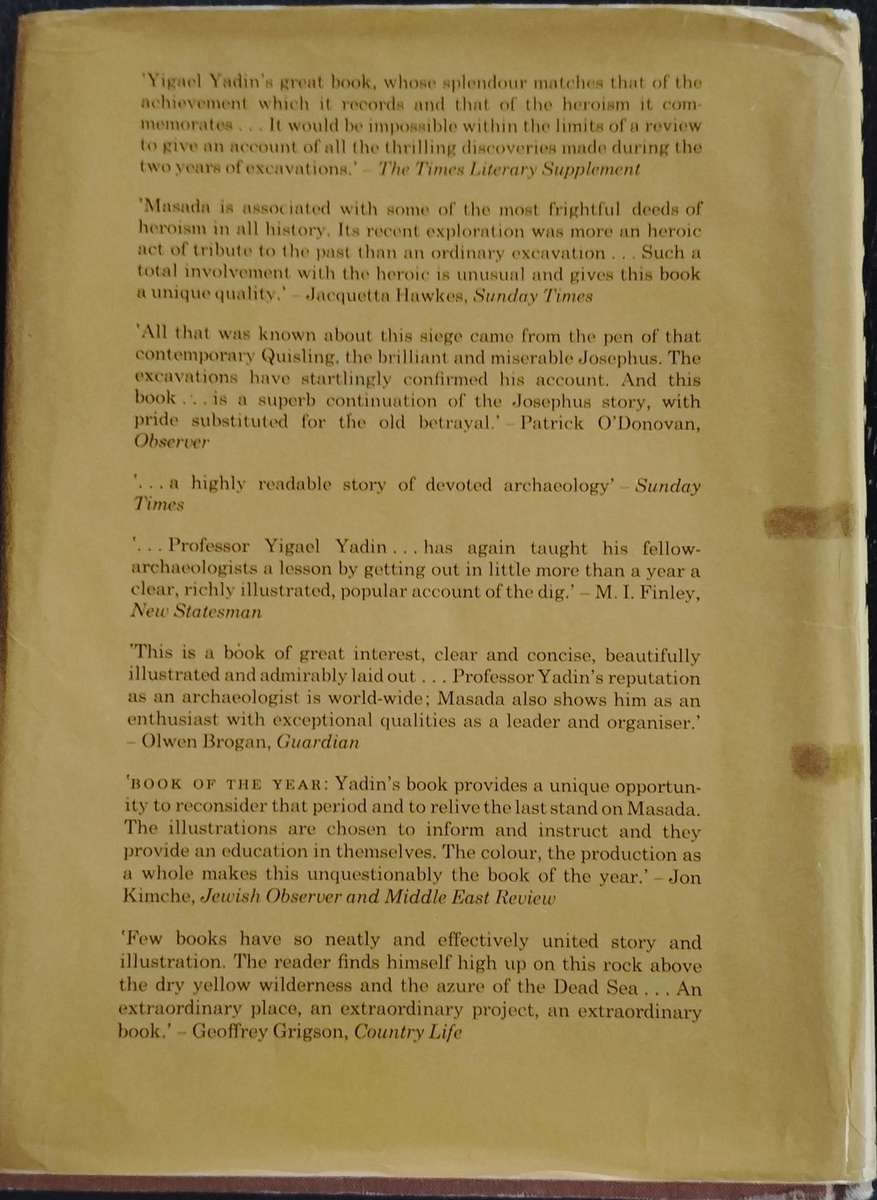 'Yigael Yadin's great book, whose splendour matches that of the
achievement which it records and that of the heroism it com-
memorates . . . It would be impossible within the limits of a review
to give an account of all the thrilling discoveries made during the
two years of excavations.' – The Times Literary Supplement
'Masada is associated with some of the most frightful deeds of
heroism in all history. Its recent exploration was more an heroic
act of tribute to the past than an ordinary excavation . . . Such a
total involvement with the heroic is unusual and gives this book
a unique quality.' – Jacquetta Hawkes, Sunday Times
'All that was known about this siege came from the pen of that
contemporary Quisling, the brilliant and miserable Josephus. The
excavations have startlingly confirmed his account. And this
book . . . is a superb continuation of the Josephus story, with
pride substituted for the old betrayal.' – Patrick O'Donovan,
Observer
'. . . a highly readable story of devoted archaeology' – Sunday
Times
'. . . Professor Yigael Yadin . . . has again taught his fellow-
archaeologists a lesson by getting out in little more than a year a
clear, richly illustrated, popular account of the dig.' – M. I. Finley,
New Statesman
'This is a book of great interest, clear and concise, beautifully
illustrated and admirably laid out . . . Professor Yadin's reputation
as an archaeologist is world-wide; Masada also shows him as an
enthusiast with exceptional qualities as a leader and organiser.'
– Olwen Brogan, Guardian
'BOOK OF THE YEAR: Yadin's book provides a unique opportun-
ity to reconsider that period and to relive the last stand on Masada.
The illustrations are chosen to inform and instruct and they
provide an education in themselves. The colour, the production as
a whole makes this unquestionably the book of the year.' – Jon
Kimche, Jewish Observer and Middle East Review
'Few books have so neatly and effectively united story and
illustration. The reader finds himself high up on this rock above
the dry yellow wilderness and the azure of the Dead Sea . . . An
extraordinary place, an extraordinary project, an extraordinary
book.' – Geoffrey Grigson, Country Life